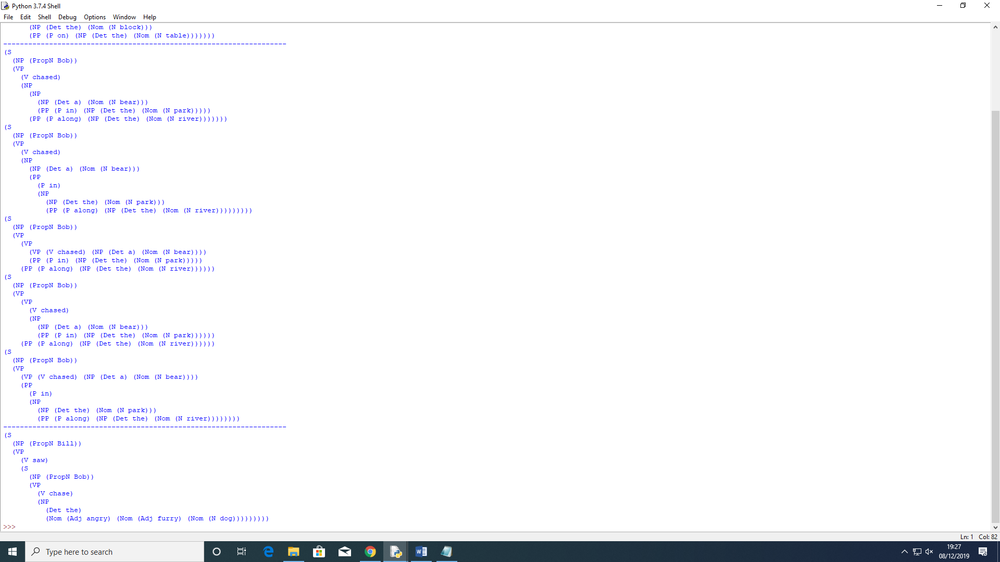 Python 3.7.4 Shell
File Edit Shell Debug Options Window Help
      (NP (Det the) (Nom (N block)))
      (PP (P on) (NP (Det the) (Nom (N table)))))))
--------------------------------------------------------------------
(S
  (NP (PropN Bob))
  (VP
    (V chased)
    (NP
      (NP
        (NP (Det a) (Nom (N bear)))
        (PP (P in) (NP (Det the) (Nom (N park)))))
      (PP (P along) (NP (Det the) (Nom (N river)))))))
(S
  (NP (PropN Bob))
  (VP
    (V chased)
    (NP
      (NP (Det a) (Nom (N bear)))
      (PP
        (P in)
        (NP
          (NP (Det the) (Nom (N park)))
          (PP (P along) (NP (Det the) (Nom (N river)))))))))
(S
  (NP (PropN Bob))
  (VP
    (VP
      (VP (V chased) (NP (Det a) (Nom (N bear))))
      (PP (P in) (NP (Det the) (Nom (N park)))))
    (PP (P along) (NP (Det the) (Nom (N river))))))
(S
  (NP (PropN Bob))
  (VP
    (VP
      (V chased)
      (NP
        (NP (Det a) (Nom (N bear)))
        (PP (P in) (NP (Det the) (Nom (N park))))))
    (PP (P along) (NP (Det the) (Nom (N river))))))
(S
  (NP (PropN Bob))
  (VP
    (VP (V chased) (NP (Det a) (Nom (N bear))))
    (PP
      (P in)
      (NP
        (NP (Det the) (Nom (N park)))
        (PP (P along) (NP (Det the) (Nom (N river))))))))
--------------------------------------------------------------------
(S
  (NP (PropN Bill))
  (VP
    (V saw)
    (S
      (NP (PropN Bob))
      (VP
        (V chase)
        (NP
          (Det the)
          (Nom (Adj angry) (Nom (Adj furry) (Nom (N dog)))))))))
>>>
Ln: 1 Col: 82
Type here to search
19:27
08/12/2019